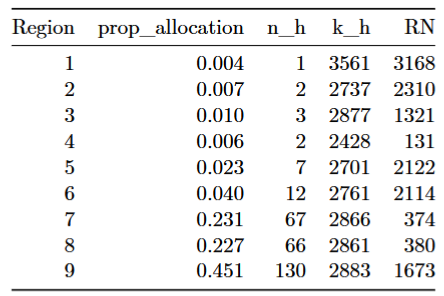 Region prop_allocation n_h k_h RN
1 0.004 1 3561 3168
2 0.007 2 2737 2310
3 0.010 3 2877 1321
4 0.006 2 2428 131
5 0.023 7 2701 2122
6 0.040 12 2761 2114
7 0.231 67 2866 374
8 0.227 66 2861 380
9 0.451 130 2883 1673